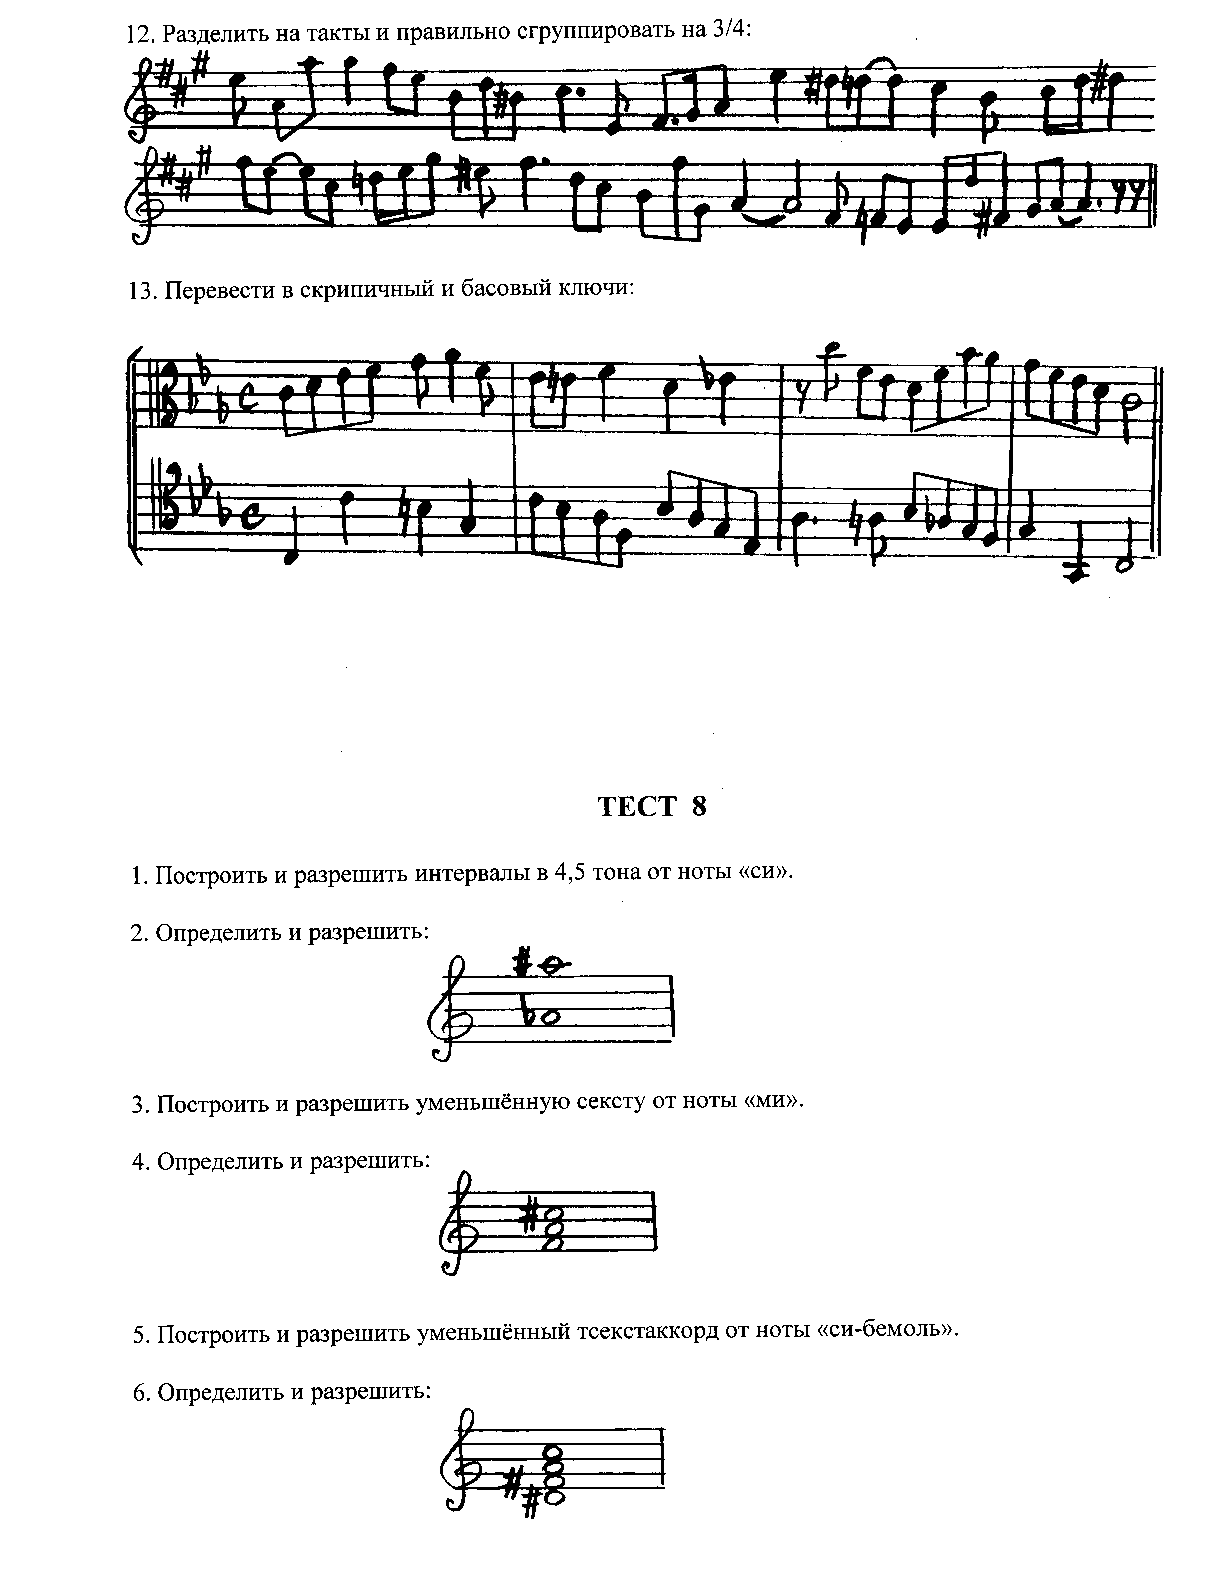 12. Разделить на такты и правильно сгруппировать на 3/4:
13. Перевести в скрипичный и басовый ключи:
ТЕСТ 8
1. Построить и разрешить интервалы в 4,5 тона от ноты «си».
2. Определить и разрешить:
3. Построить и разрешить уменьшённую сексту от ноты «ми».
4. Определить и разрешить:
5. Построить и разрешить уменьшённый тсекстаккорд от ноты «си-бемоль».
6. Определить и разрешить: